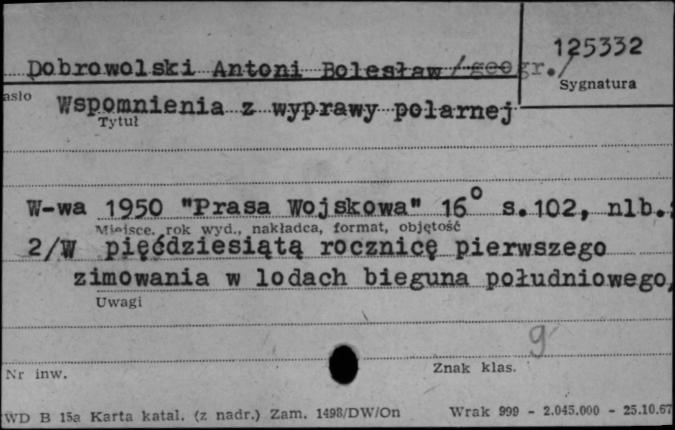 125332
Dobrowolski Antoni Bolesław /geogr./
Sygnatura
asło
Wspomnienia z wyprawy polarnej
Tytuł
W-wa 1950 "Prasa Wojskowa" 16° s.102, nlb.
Miejsce, rok wyd., nakładca, format, objętość
2/W pięćdziesiątą rocznicę pierwszego
zimowania w lodach bieguna południowego,
Uwagi
g
Nr inw.
Znak klas.
WD B 15a Karta katal. (z nadr.) Zam. 1498/DW/On Wrak 999 - 2.045.000 - 25.10.67